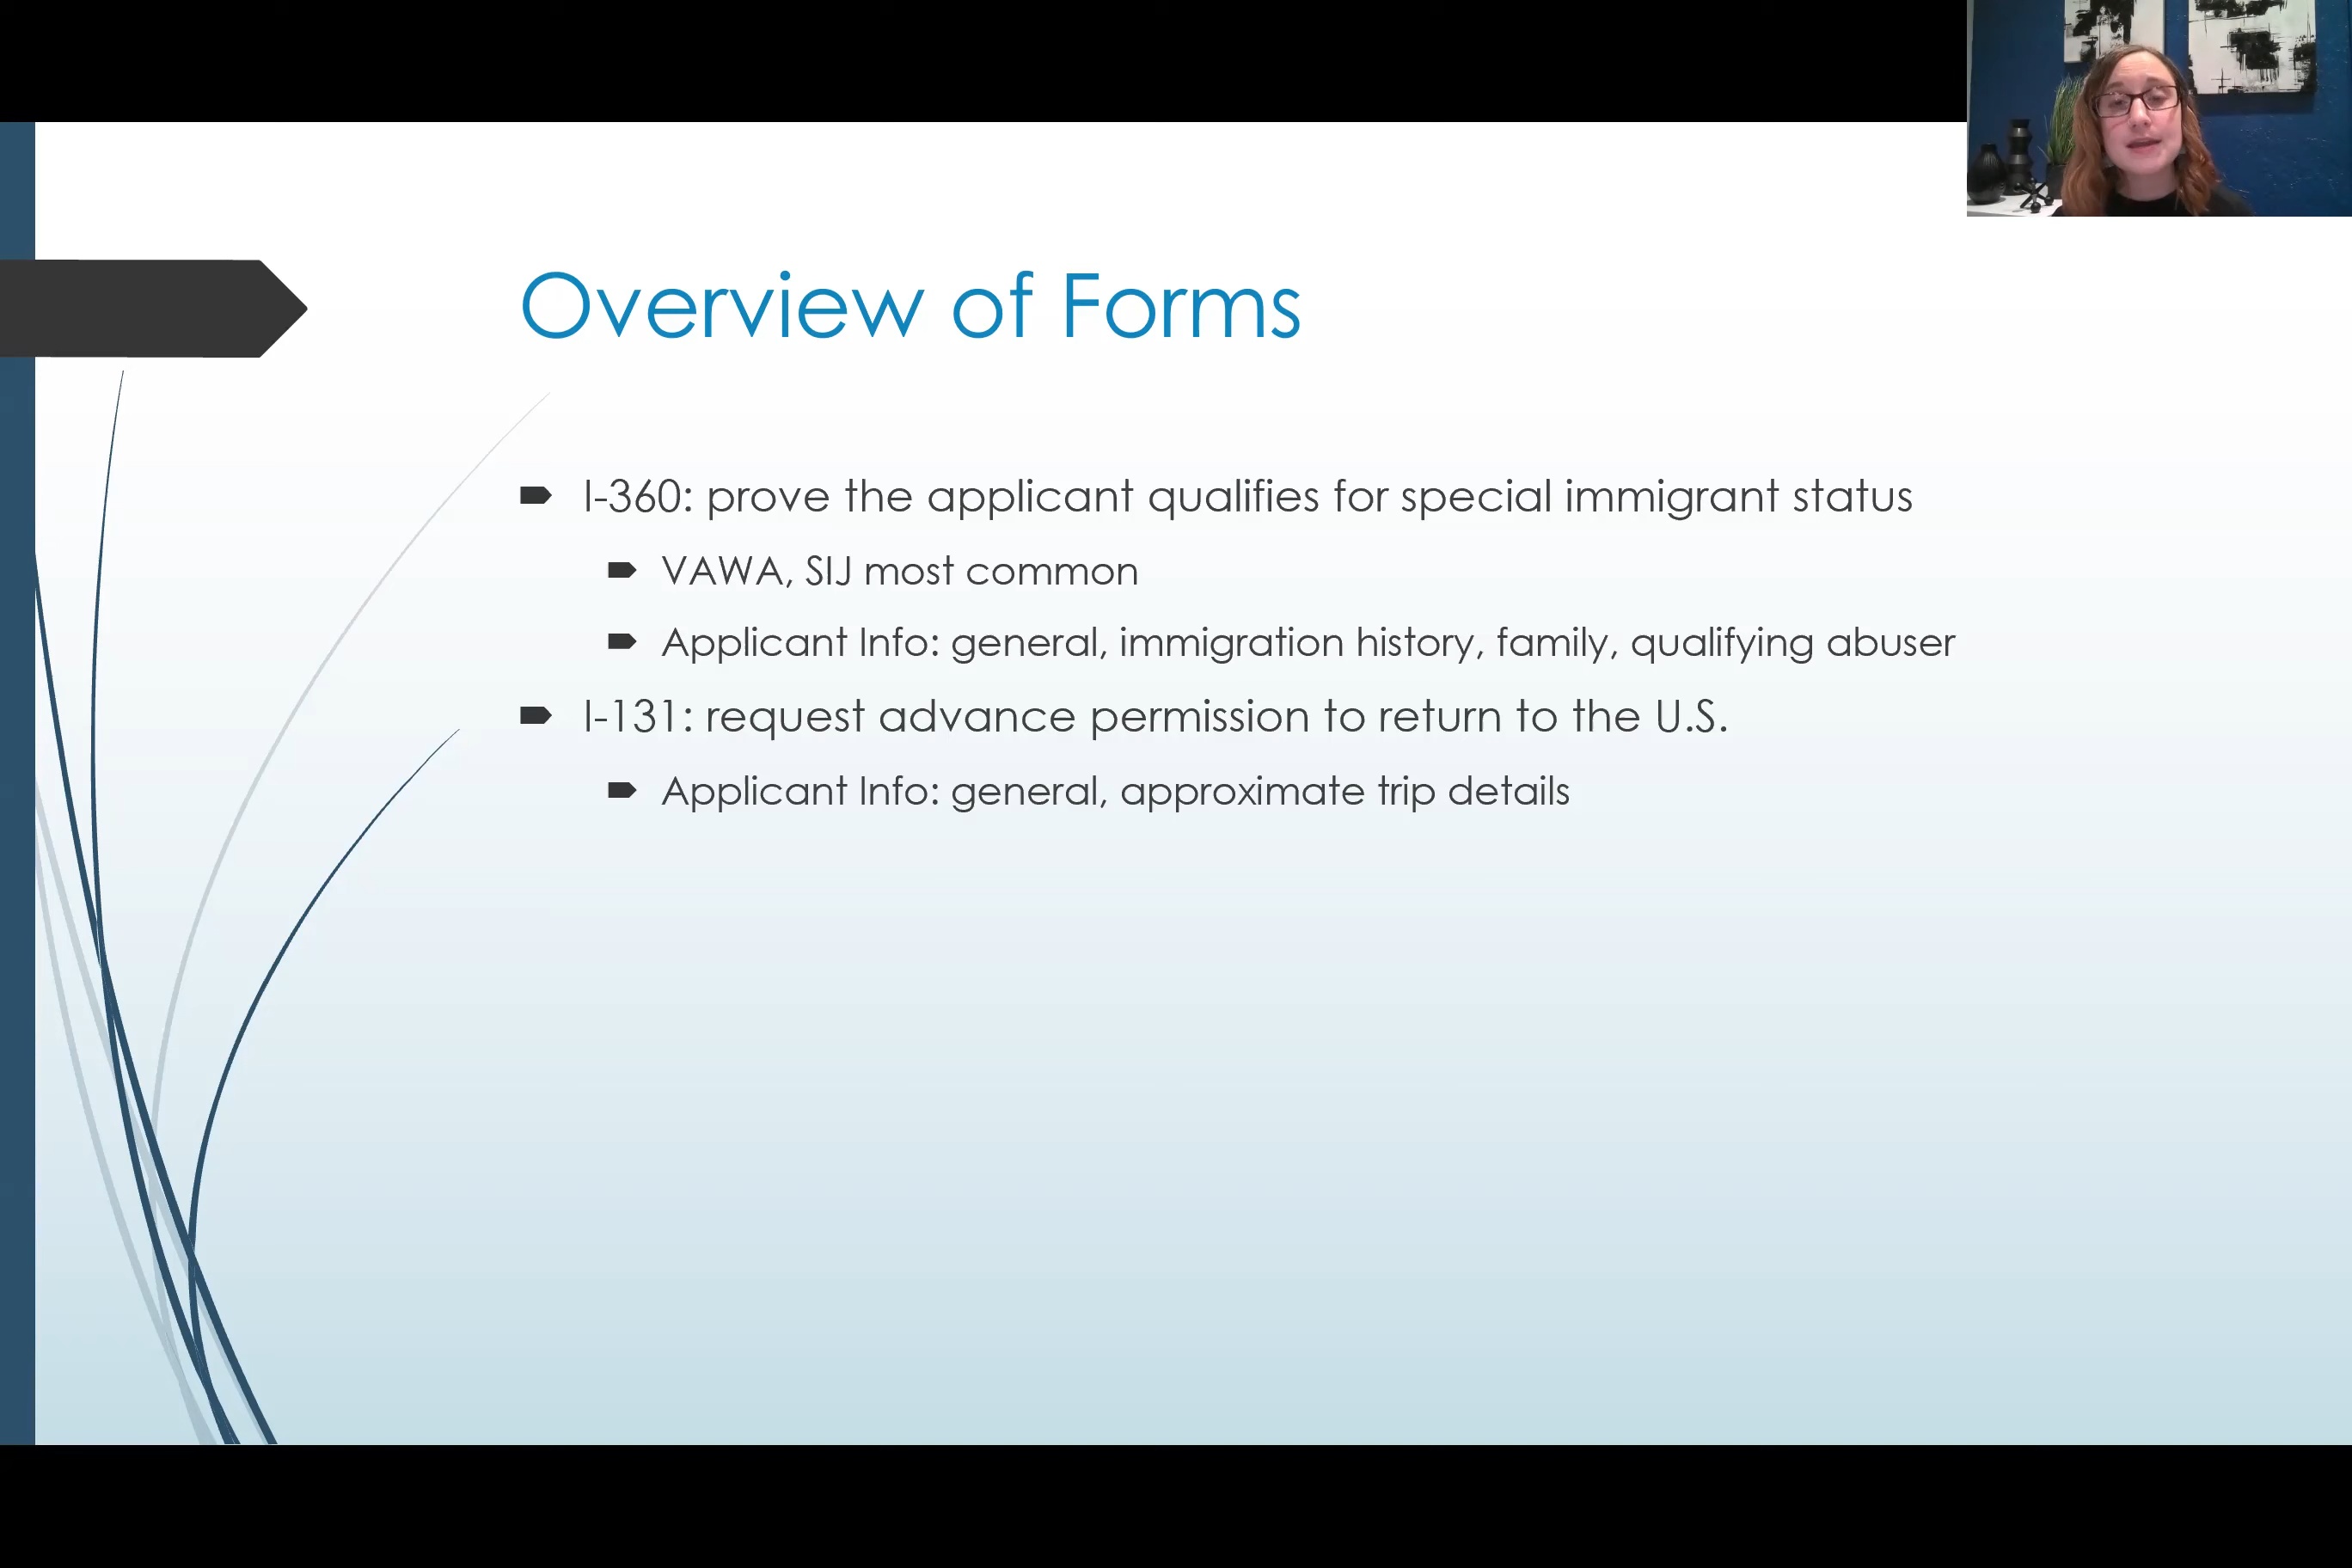 Overview of Forms
I-360: prove the applicant qualifies for special immigrant status
VAWA, SIJ most common
Applicant Info: general, immigration history, family, qualifying abuser
I-131: request advance permission to return to the U.S.
Applicant Info: general, approximate trip details